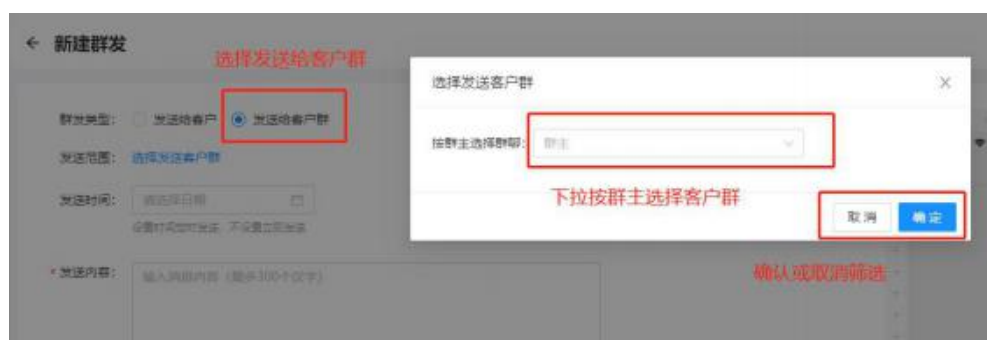 ← 新建群发
选择发送给客户群
群发类型： 发送给客户 发送给客户群
发送范围： 选择发送客户群
发送时间： 请选择日期
设置时间定时发送 不设置立即发送
* 发送内容： 输入消息内容（最多300个汉字）
选择发送客户群
按群主选择群聊： 群主
下拉按群主选择客户群
取 消 确 定
确认或取消筛选